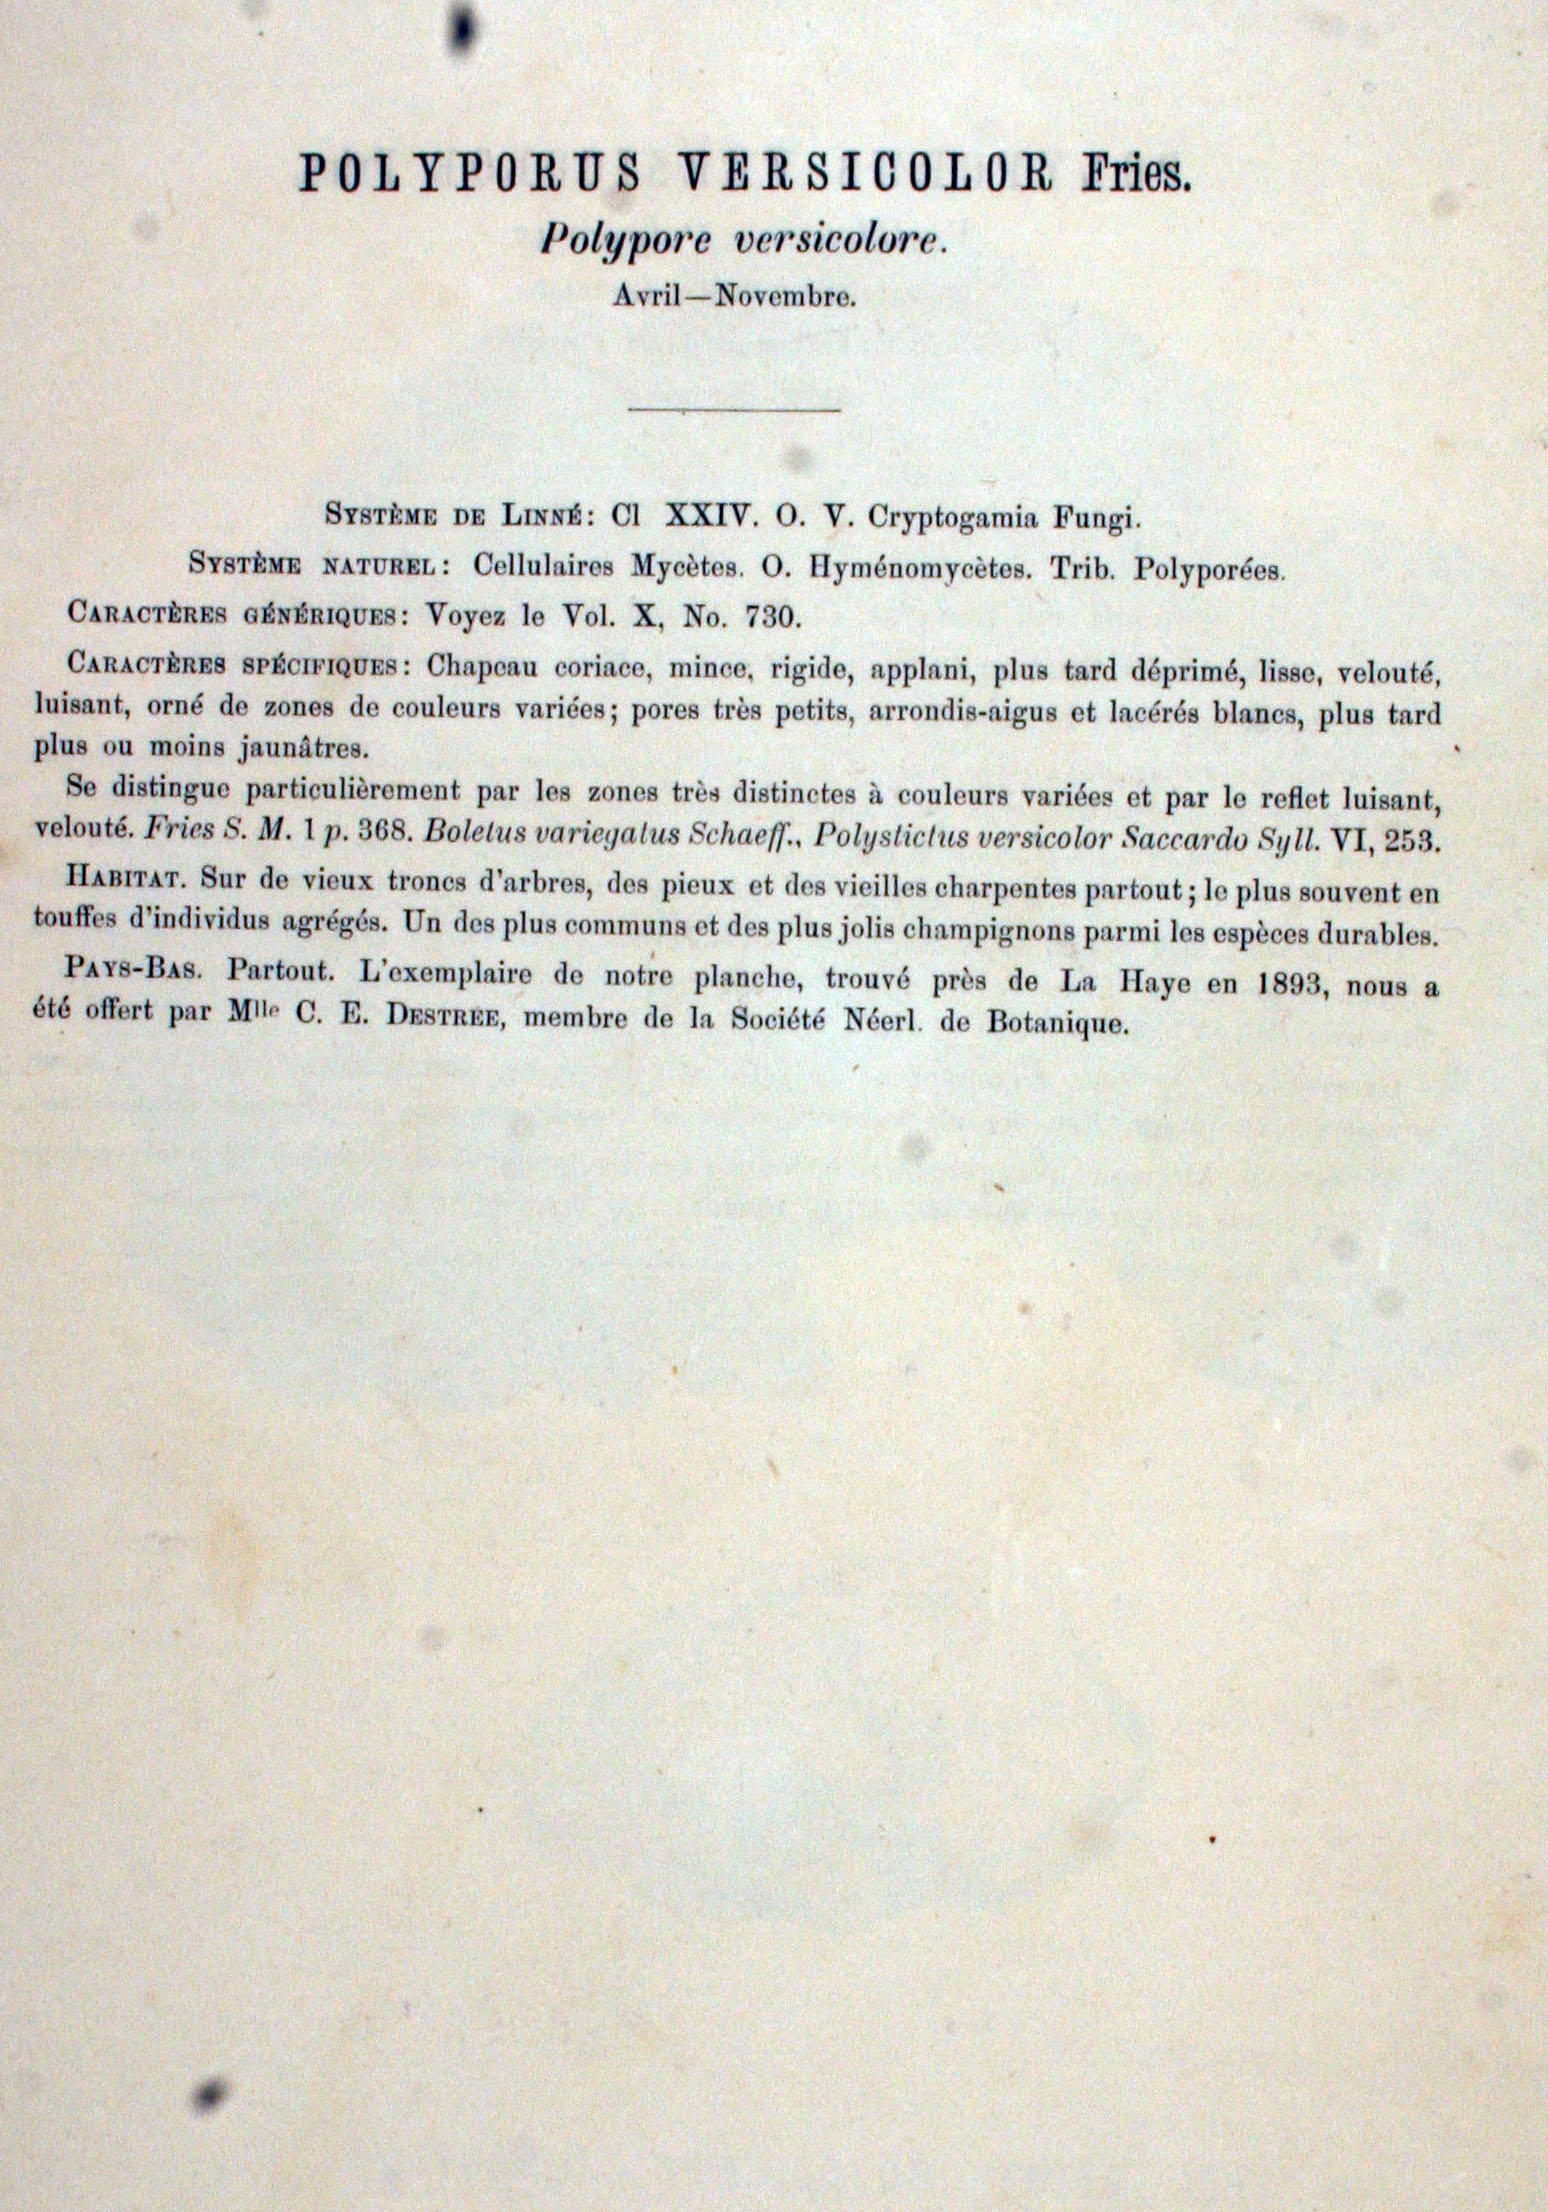 POLYPORUS VERSICOLOR Fries.
Polypore versicolore.
Avril—Novembre.
Système de Linné: Cl XXIV. O. V. Cryptogamia Fungi.
Système naturel: Cellulaires Mycètes. O. Hyménomycètes. Trib. Polyporées.
Caractères génériques: Voyez le Vol. X, No. 730.
Caractères spécifiques: Chapeau coriace, mince, rigide, applani, plus tard déprimé, lisse, velouté,
luisant, orné de zones de couleurs variées; pores très petits, arrondis-aigus et lacérés blancs, plus tard
plus ou moins jaunâtres.
Se distingue particulièrement par les zones très distinctes à couleurs variées et par le reflet luisant,
velouté. Fries S. M. 1 p. 368. Boletus variegatus Schaeff., Polystictus versicolor Saccardo Syll. VI, 253.
Habitat. Sur de vieux troncs d'arbres, des pieux et des vieilles charpentes partout; le plus souvent en
touffes d'individus agrégés. Un des plus communs et des plus jolis champignons parmi les espèces durables.
Pays-Bas. Partout. L'exemplaire de notre planche, trouvé près de La Haye en 1893, nous a
été offert par Mlle C. E. Destrée, membre de la Société Néerl. de Botanique.